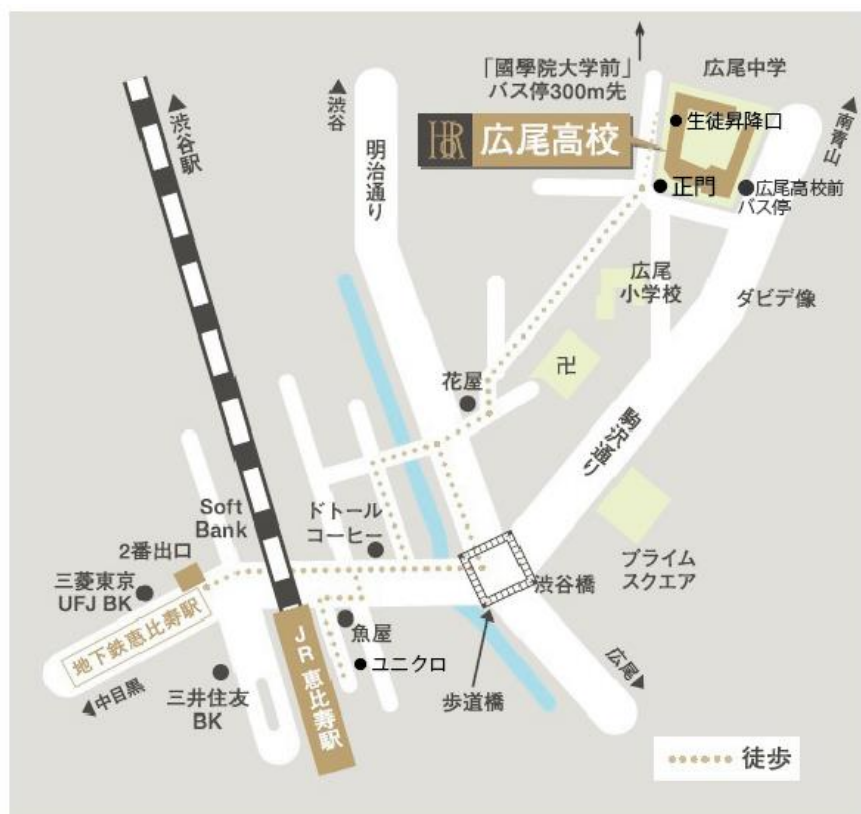 「國學院大学前」
バス停300m先
広尾中学
▲渋谷駅
▲渋谷
明治通り
HR 広尾高校
生徒昇降口
▲南青山
正門
広尾高校前
バス停
広尾
小学校
ダビデ像
卍
花屋
駒沢通り
Soft
Bank
ドトール
コーヒー
2番出口
三菱東京
UFJ BK
地下鉄恵比寿駅
◀中目黒
三井住友
BK
JR恵比寿駅
魚屋
ユニクロ
渋谷橋
プライム
スクエア
歩道橋
広尾▶
徒歩